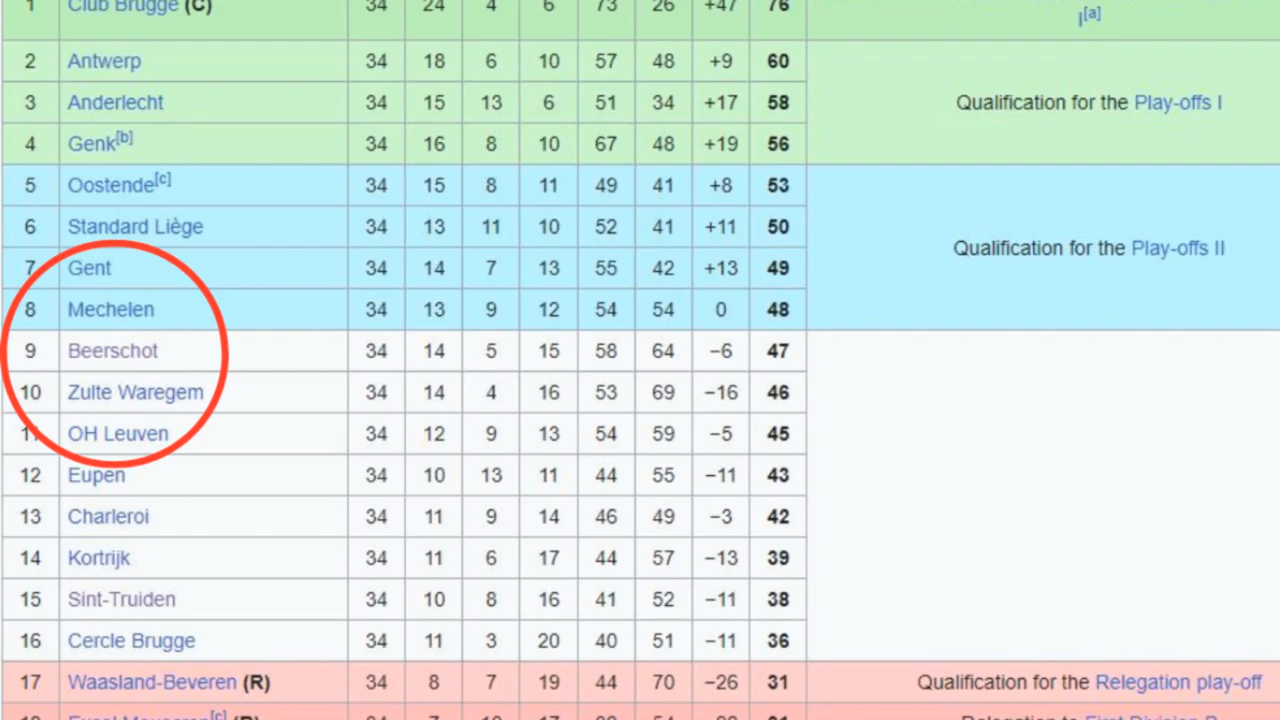 1 Club Brugge (C) 34 24 4 6 73 26 +47 76
I[a]
2 Antwerp 34 18 6 10 57 48 +9 60
3 Anderlecht 34 15 13 6 51 34 +17 58 Qualification for the Play-offs I
4 Genk[b] 34 16 8 10 67 48 +19 56
5 Oostende[c] 34 15 8 11 49 41 +8 53
6 Standard Liège 34 13 11 10 52 41 +11 50
Qualification for the Play-offs II
7 Gent 34 14 7 13 55 42 +13 49
8 Mechelen 34 13 9 12 54 54 0 48
9 Beerschot 34 14 5 15 58 64 −6 47
10 Zulte Waregem 34 14 4 16 53 69 −16 46
11 OH Leuven 34 12 9 13 54 59 −5 45
12 Eupen 34 10 13 11 44 55 −11 43
13 Charleroi 34 11 9 14 46 49 −3 42
14 Kortrijk 34 11 6 17 44 57 −13 39
15 Sint-Truiden 34 10 8 16 41 52 −11 38
16 Cercle Brugge 34 11 3 20 40 51 −11 36
17 Waasland-Beveren (R) 34 8 7 19 44 70 −26 31 Qualification for the Relegation play-off